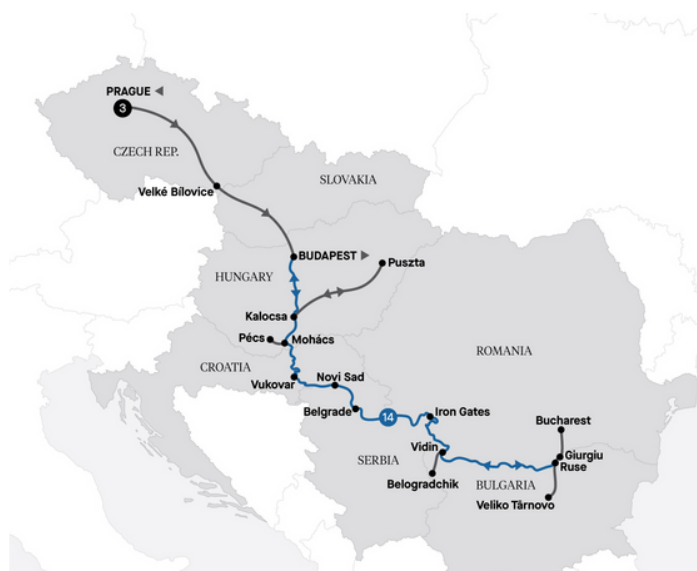 PRAGUE
3
CZECH REP.
SLOVAKIA
Velké Bílovice
BUDAPEST
Puszta
HUNGARY
Kalocsa
Pécs
Mohács
ROMANIA
CROATIA
Vukovar
Novi Sad
Belgrade
14
Iron Gates
Bucharest
Vidin
Giurgiu
SERBIA
Ruse
Belogradchik
BULGARIA
Veliko Târnovo